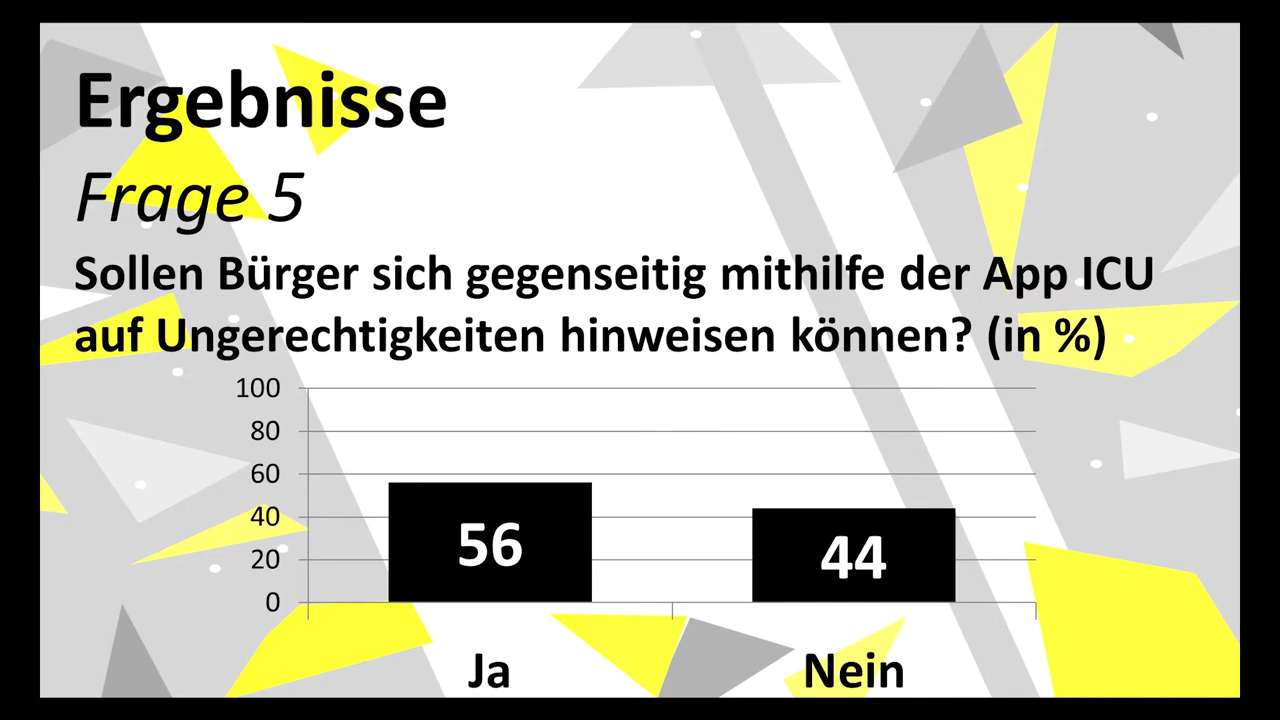 Ergebnisse
Frage 5
Sollen Bürger sich gegenseitig mithilfe der App ICU
auf Ungerechtigkeiten hinweisen können? (in %)
100
80
60
40
20
0
56
44
Ja
Nein